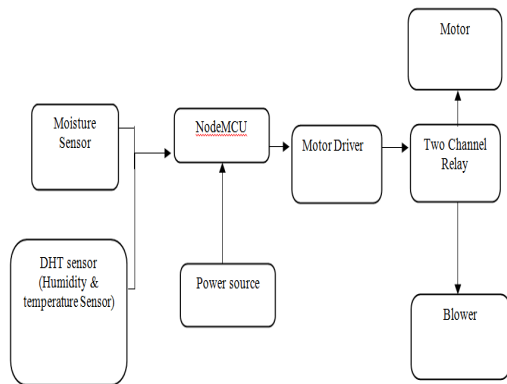 Motor
Moisture
Sensor
NodeMCU
Motor Driver
Two Channel
Relay
DHT sensor
(Humidity &
temperature Sensor)
Power source
Blower